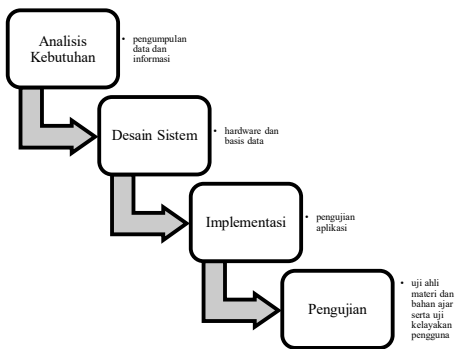 Analisis
Kebutuhan
• pengumpulan
data dan
informasi
Desain Sistem
• hardware dan
basis data
Implementasi
• pengujian
aplikasi
Pengujian
• uji ahli
materi dan
bahan ajar
serta uji
kelayakan
pengguna